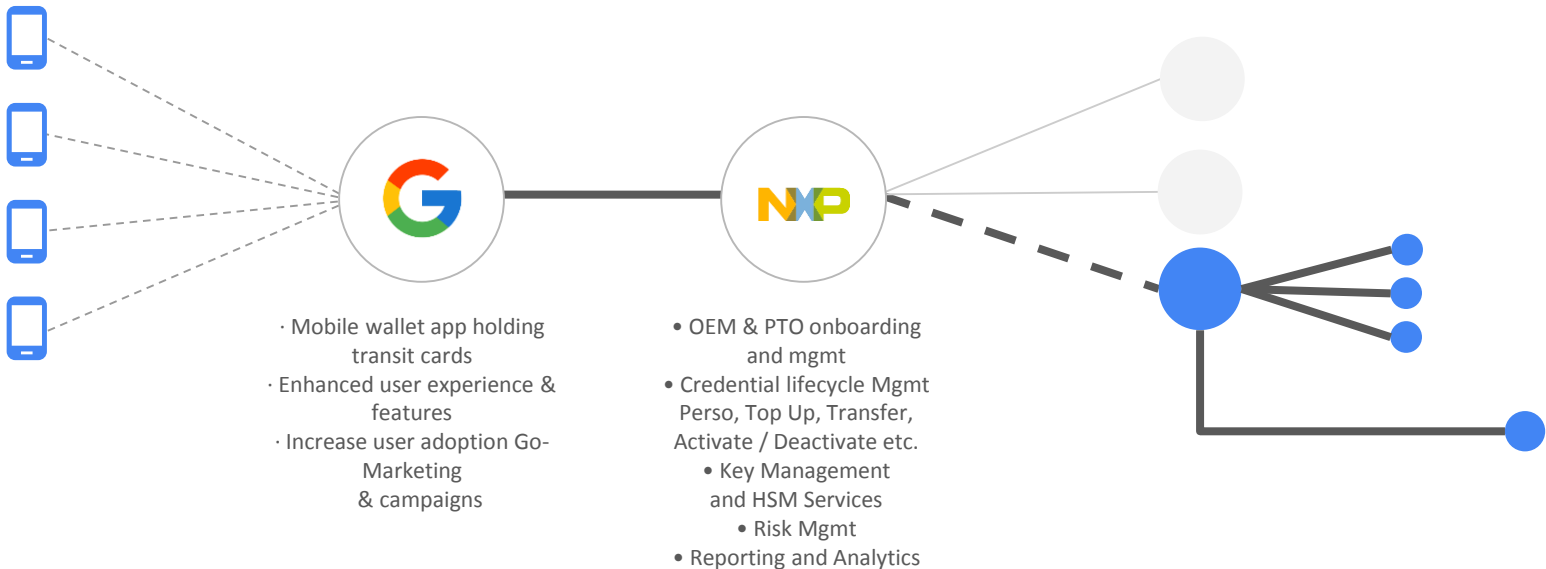 G
NXP
· Mobile wallet app holding
transit cards
· Enhanced user experience &
features
· Increase user adoption Go-
Marketing
& campaigns
• OEM & PTO onboarding
and mgmt
• Credential lifecycle Mgmt
Perso, Top Up, Transfer,
Activate / Deactivate etc.
• Key Management
and HSM Services
• Risk Mgmt
• Reporting and Analytics